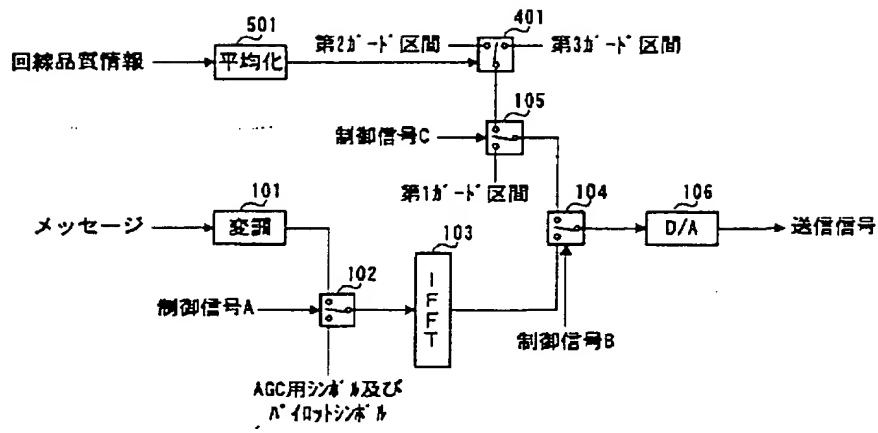 501
401
第2ガード区間
第3ガード区間
回線品質情報
平均化
105
制御信号C
第1ガード区間
101
104
106
メッセージ
変調
103
D/A
送信信号
102
IFFT
制御信号A
制御信号B
AGC用シンボル及び
パイロットシンボル